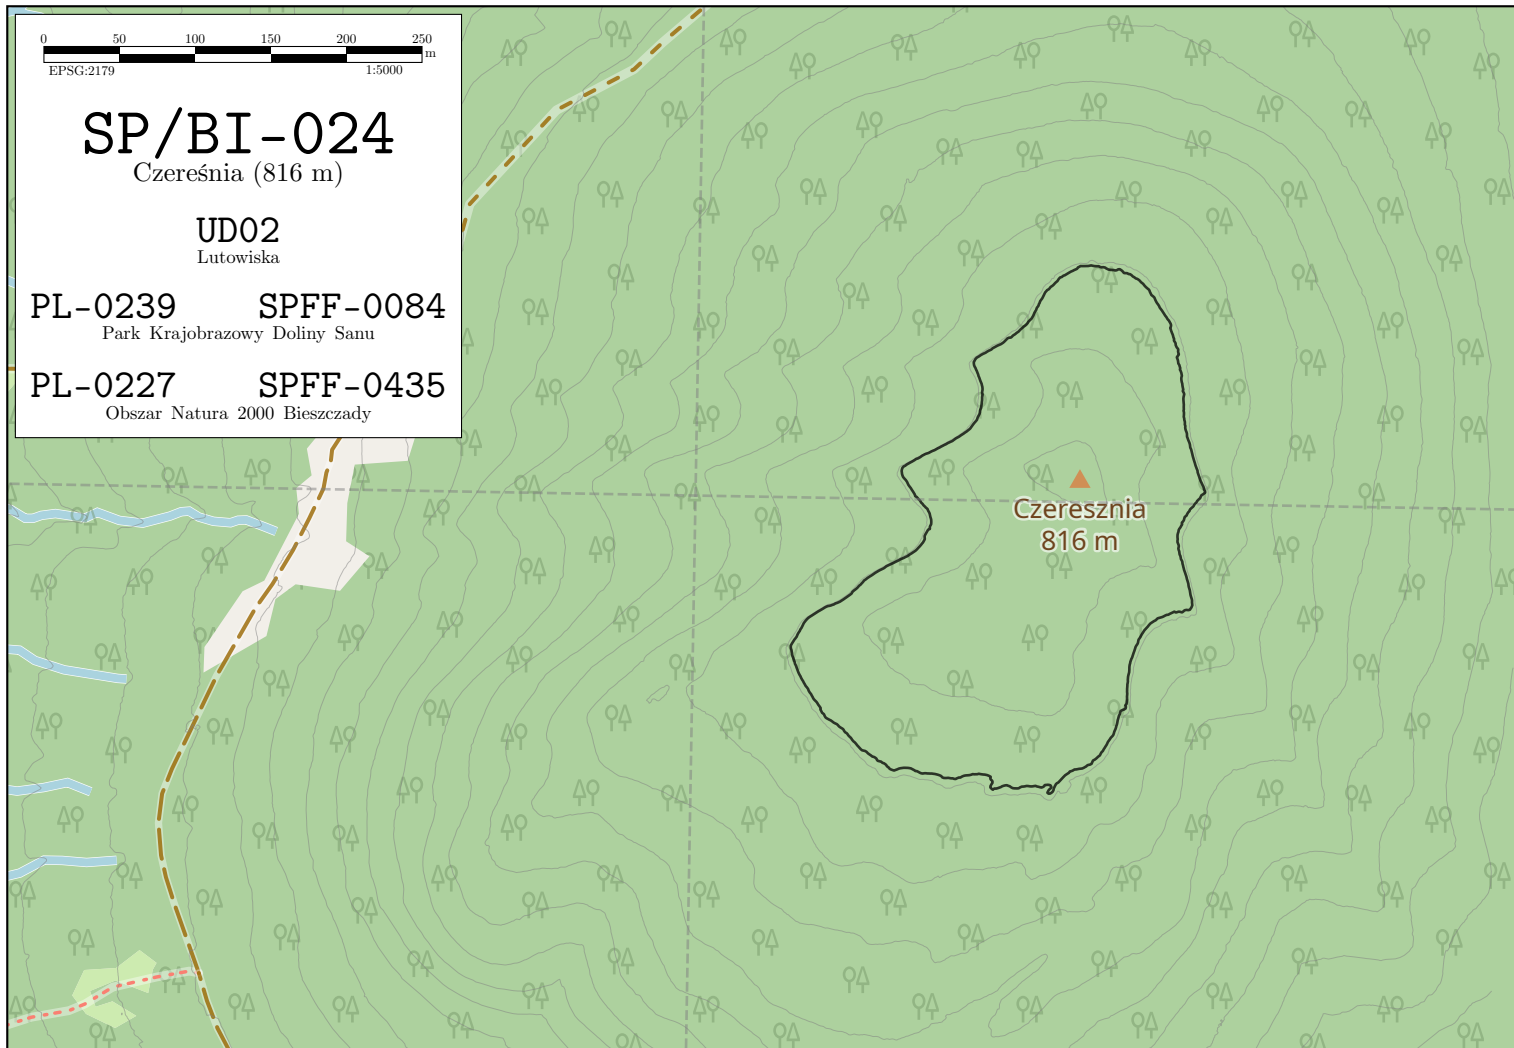 0 50 100 150 200 250
m
EPSG:2179 1:5000
SP/BI-024
Czereśnia (816 m)
UD02
Lutowiska
PL-0239 SPFF-0084
Park Krajobrazowy Doliny Sanu
PL-0227 SPFF-0435
Obszar Natura 2000 Bieszczady
Czeresznia
816 m